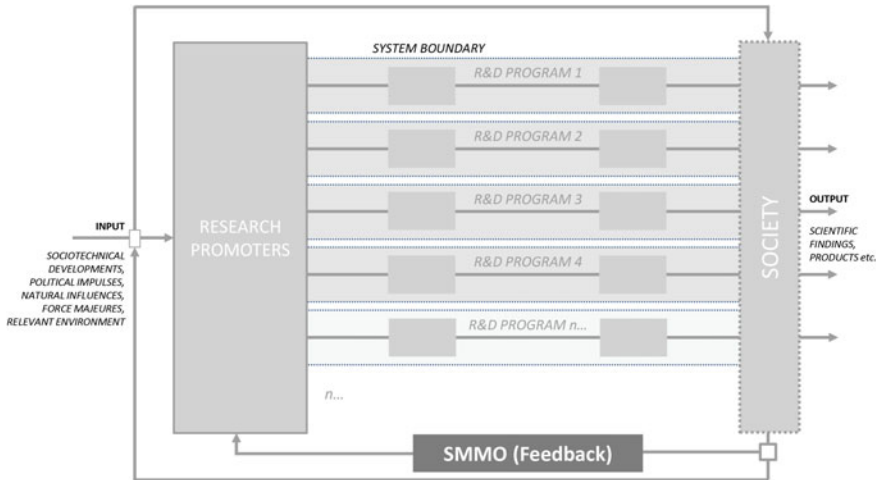 SYSTEM BOUNDARY
R&D PROGRAM 1
R&D PROGRAM 2
R&D PROGRAM 3
R&D PROGRAM 4
R&D PROGRAM n...
n...
INPUT
SOCIOTECHNICAL
DEVELOPMENTS,
POLITICAL IMPULSES,
NATURAL INFLUENCES,
FORCE MAJEURES,
RELEVANT ENVIRONMENT
RESEARCH
PROMOTERS
SOCIETY
OUTPUT
SCIENTIFIC
FINDINGS,
PRODUCTS etc.
SMMO (Feedback)